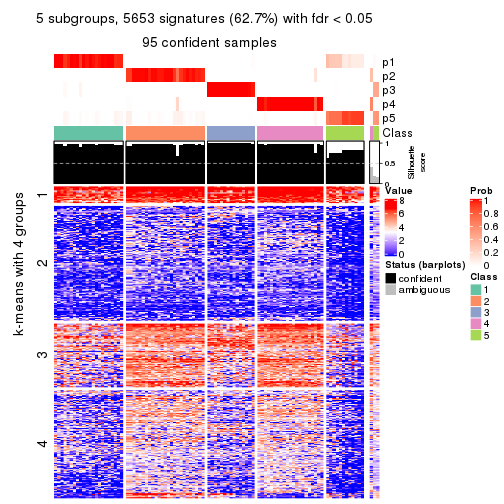 5 subgroups, 5653 signatures (62.7%) with fdr < 0.05
95 confident samples
p1
p2
p3
p4
p5
Class
1
0.5
0
Silhouette
score
k-means with 4 groups
1
2
3
4
Value
8
6
4
2
0
Status (barplots)
confident
ambiguous
Prob
1
0.8
0.6
0.4
0.2
0
Class
1
2
3
4
5